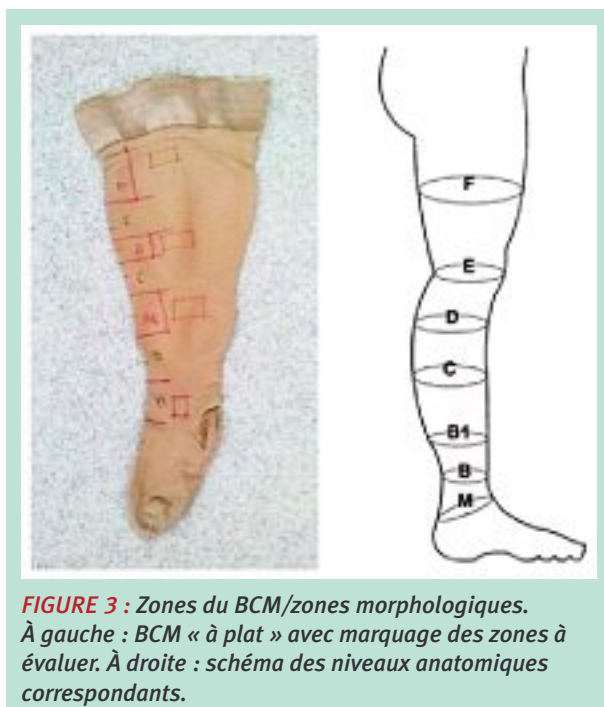 F
E
D
C
B1
B
M
FIGURE 3 : Zones du BCM/zones morphologiques.
À gauche : BCM « à plat » avec marquage des zones à
évaluer. À droite : schéma des niveaux anatomiques
correspondants.